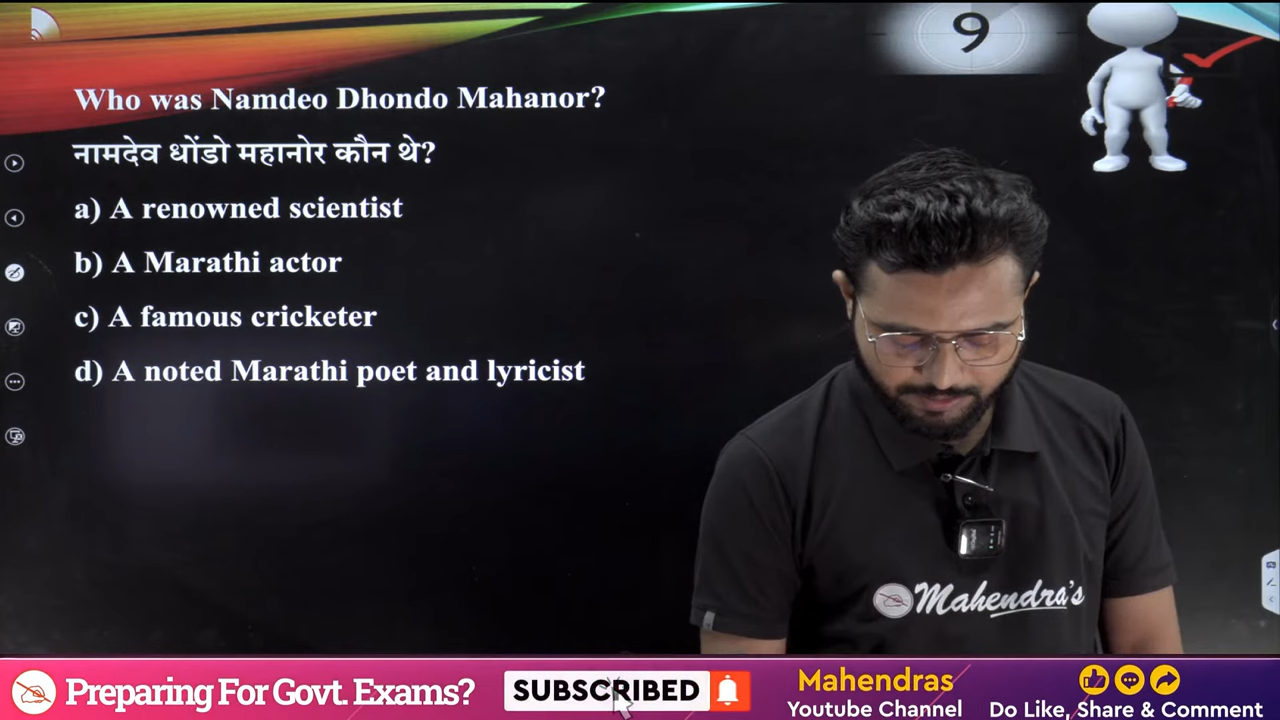 9
Who was Namdeo Dhondo Mahanor?
नामदेव धोंडो महानोर कौन थे?
a) A renowned scientist
b) A Marathi actor
c) A famous cricketer
d) A noted Marathi poet and lyricist
Mahendra's
Preparing For Govt. Exams?
SUBSCRIBED
Mahendras
Youtube Channel
Do Like, Share & Comment